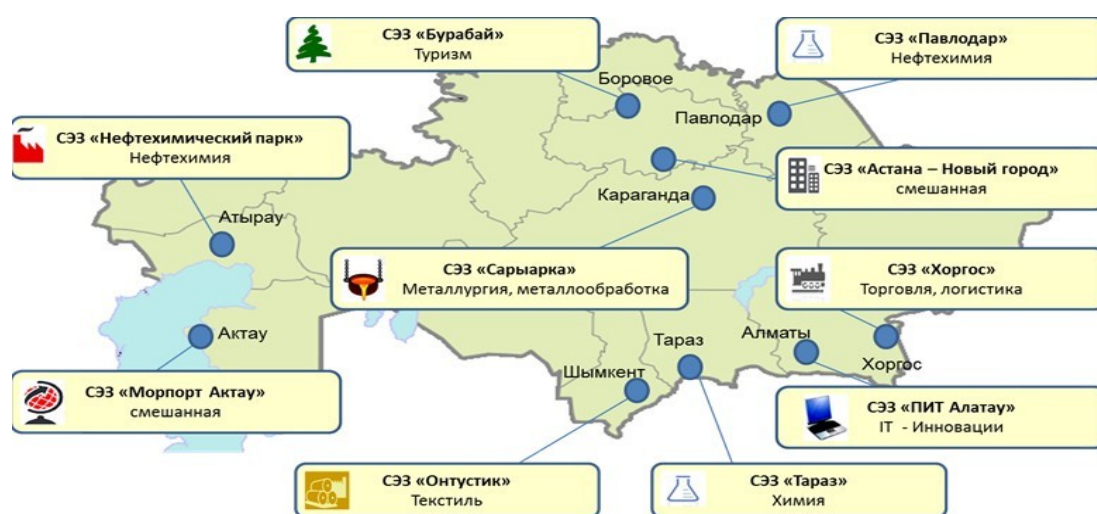 СЭЗ «Бурабай»
Туризм
СЭЗ «Павлодар»
Нефтехимия
Боровое
Павлодар
СЭЗ «Нефтехимический парк»
Нефтехимия
СЭЗ «Астана – Новый город»
смешанная
Караганда
Атырау
СЭЗ «Сарыарка»
Металлургия, металлообработка
СЭЗ «Хоргос»
Торговля, логистика
Актау
Тараз
Алматы
Хоргос
Шымкент
СЭЗ «Морпорт Актау»
смешанная
СЭЗ «ПИТ Алатау»
IT - Инновации
СЭЗ «Онтустик»
Текстиль
СЭЗ «Тараз»
Химия